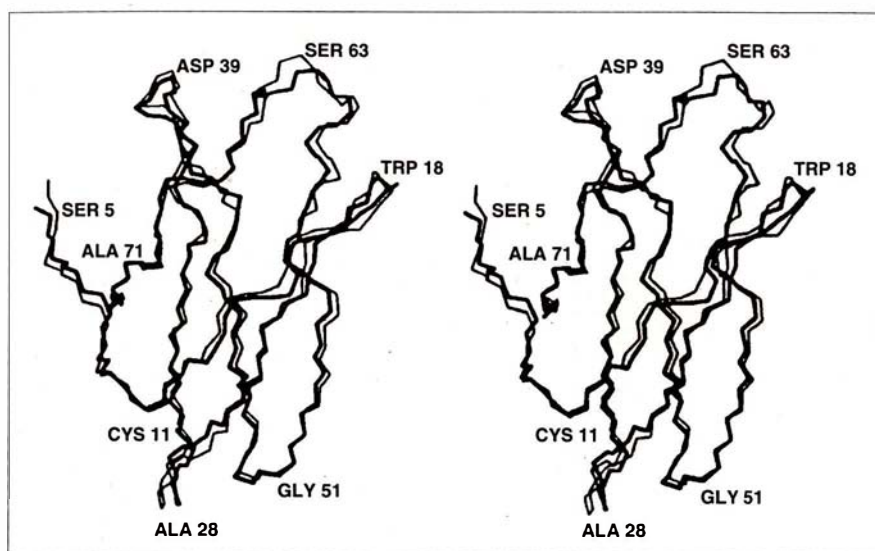 SER 63
ASP 39
TRP 18
SER 5
ALA 71
CYS 11
GLY 51
ALA 28
SER 63
ASP 39
TRP 18
SER 5
ALA 71
CYS 11
GLY 51
ALA 28